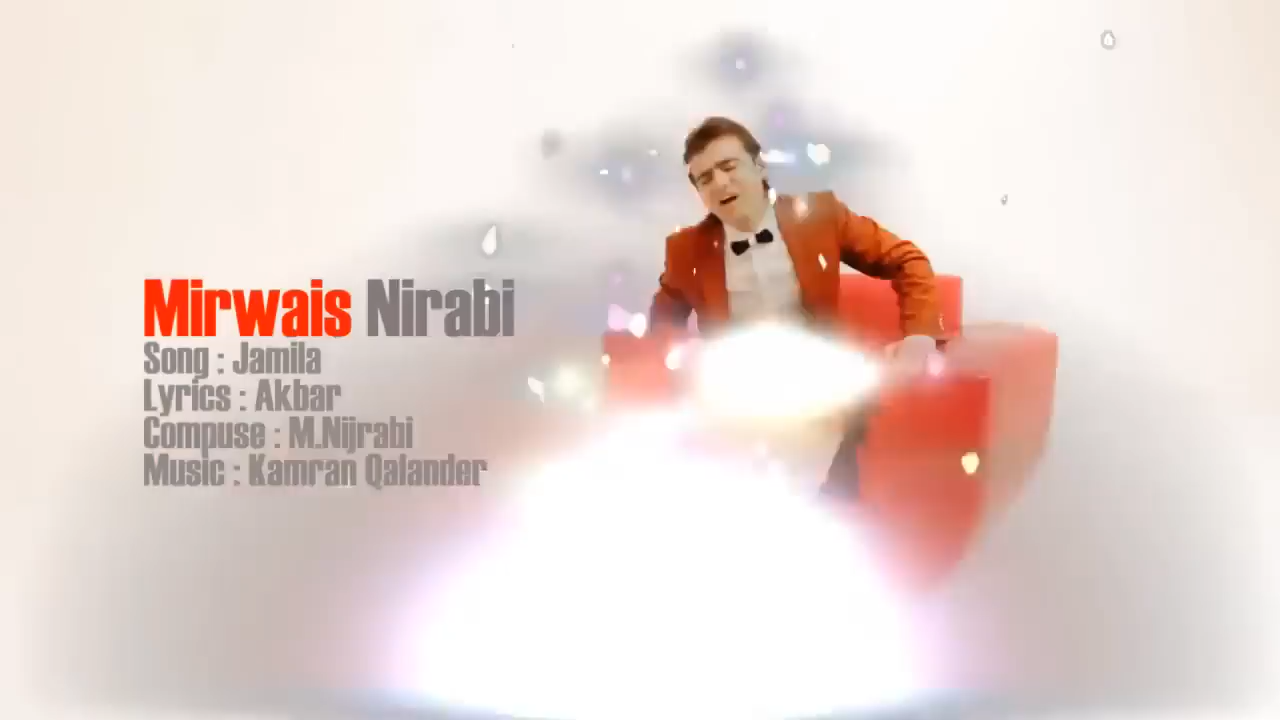 Mirwais Nirabi
Song : Jamila
Lyrics : Akbar
Compuse : M.Nijrabi
Music : Kamran Qalander